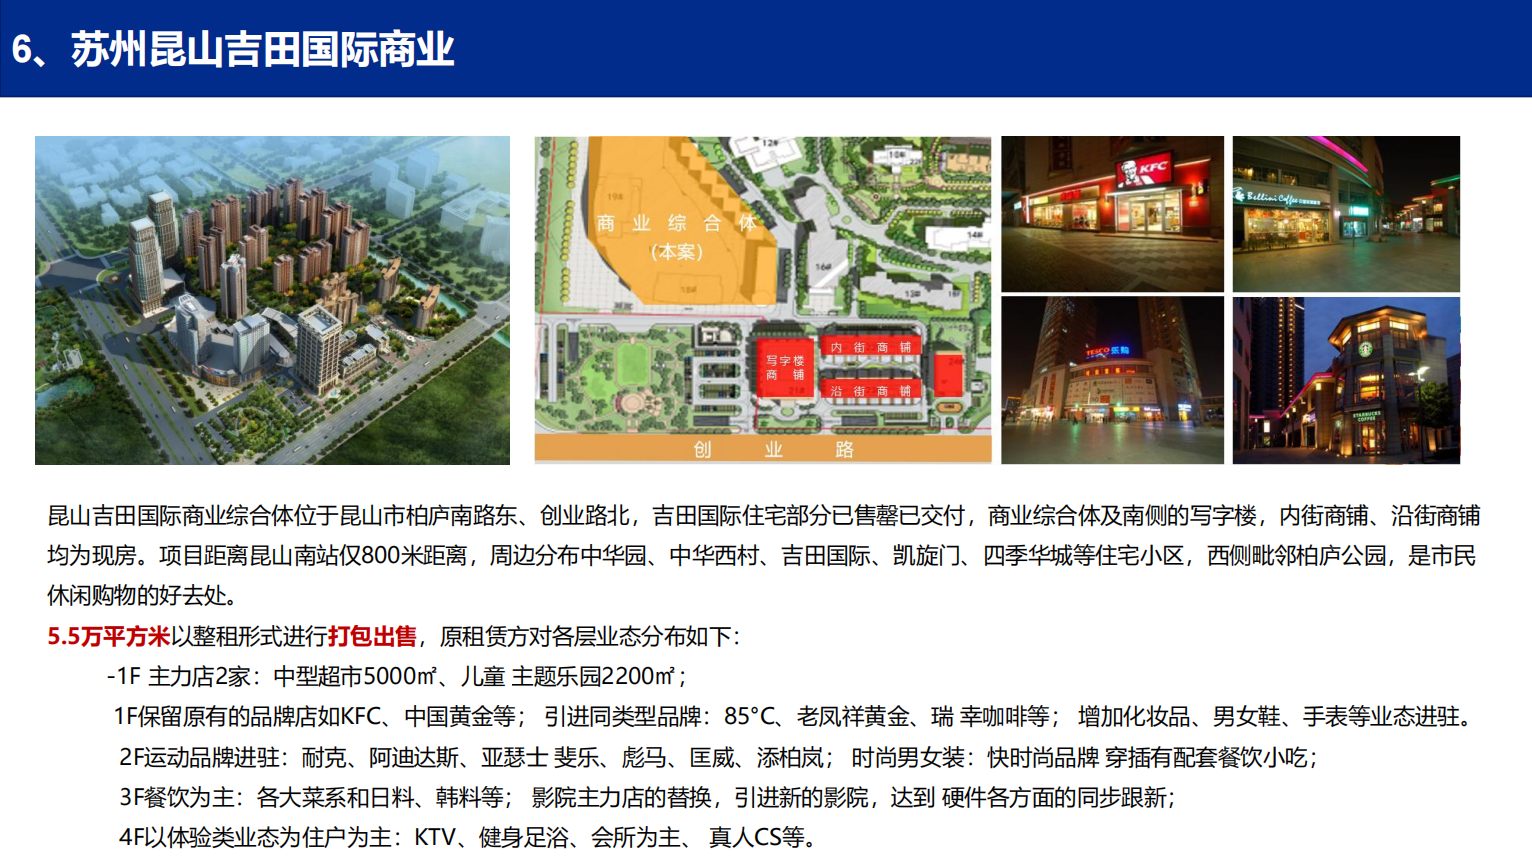 6、苏州昆山吉田国际商业
12#
10#
19#
商 业 综 合 体
(本案)
14#
16#
18#
13#
写字楼
商 铺
内 街 商 铺
沿 街 商 铺
创 业 路
KFC
Bellini Coffee
TESCO乐购
STARBUCKS
COFFEE
昆山吉田国际商业综合体位于昆山市柏庐南路东、创业路北，吉田国际住宅部分已售罄已交付，商业综合体及南侧的写字楼，内街商铺、沿街商铺
均为现房。项目距离昆山南站仅800米距离，周边分布中华园、中华西村、吉田国际、凯旋门、四季华城等住宅小区，西侧毗邻柏庐公园，是市民
休闲购物的好去处。
5.5万平方米以整租形式进行打包出售，原租赁方对各层业态分布如下：
-1F 主力店2家：中型超市5000㎡、儿童 主题乐园2200㎡；
1F保留原有的品牌店如KFC、中国黄金等； 引进同类型品牌：85°C、老凤祥黄金、瑞 幸咖啡等； 增加化妆品、男女鞋、手表等业态进驻。
2F运动品牌进驻：耐克、阿迪达斯、亚瑟士 斐乐、彪马、匡威、添柏岚； 时尚男女装：快时尚品牌 穿插有配套餐饮小吃；
3F餐饮为主：各大菜系和日料、韩料等； 影院主力店的替换，引进新的影院，达到 硬件各方面的同步跟新；
4F以体验类业态为住户为主：KTV、健身足浴、会所为主、 真人CS等。